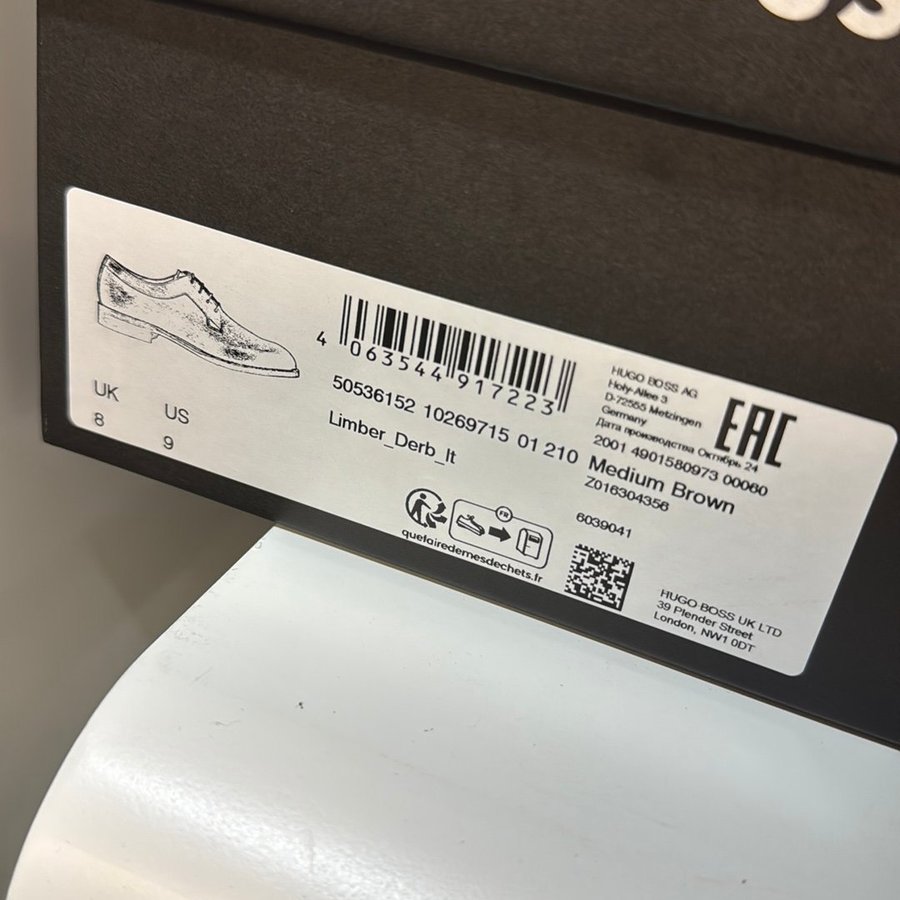 UK
8
US
9
4 063544 917223
50536152 10269715 01 210
Limber_Derb_lt
FR
quefairedemesdechets.fr
HUGO BOSS AG
Holy-Allee 3
D-72555 Metzingen
Germany
Дата производства Октябрь 24
2001 4901580973 00060
Medium Brown
Z016304356
6039041
EAC
HUGO BOSS UK LTD
39 Plender Street
London, NW1 0DT